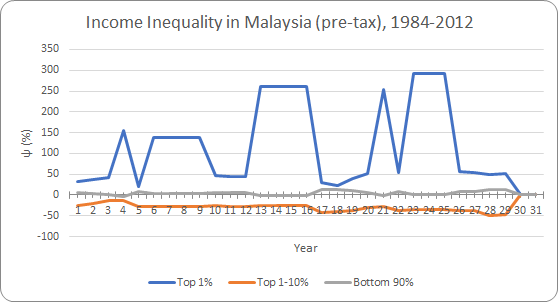 Income Inequality in Malaysia (pre-tax), 1984-2012
350
300
250
200
150
100
50
0
-50
-100
ψ (%)
1 2 3 4 5 6 7 8 9 10 11 12 13 14 15 16 17 18 19 20 21 22 23 24 25 26 27 28 29 30 31
Year
Top 1% Top 1-10% Bottom 90%